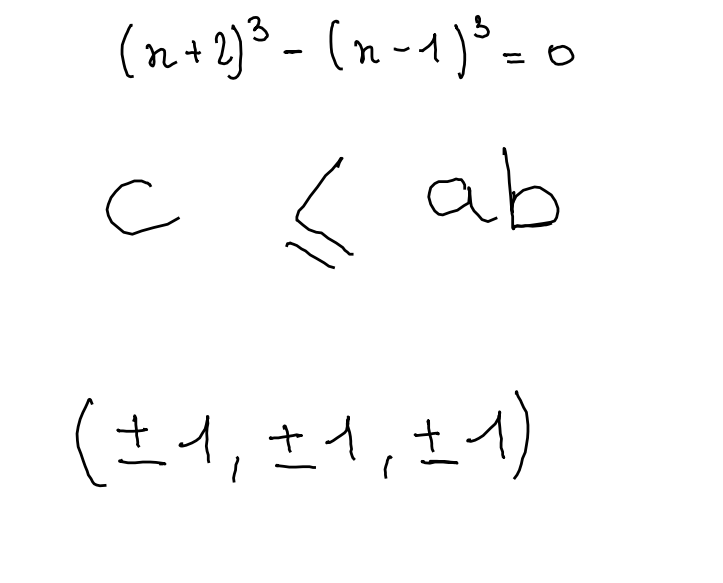 (n+2)³ - (n-1)³ = 0
c ⩽ ab
(±1, ±1, ±1)